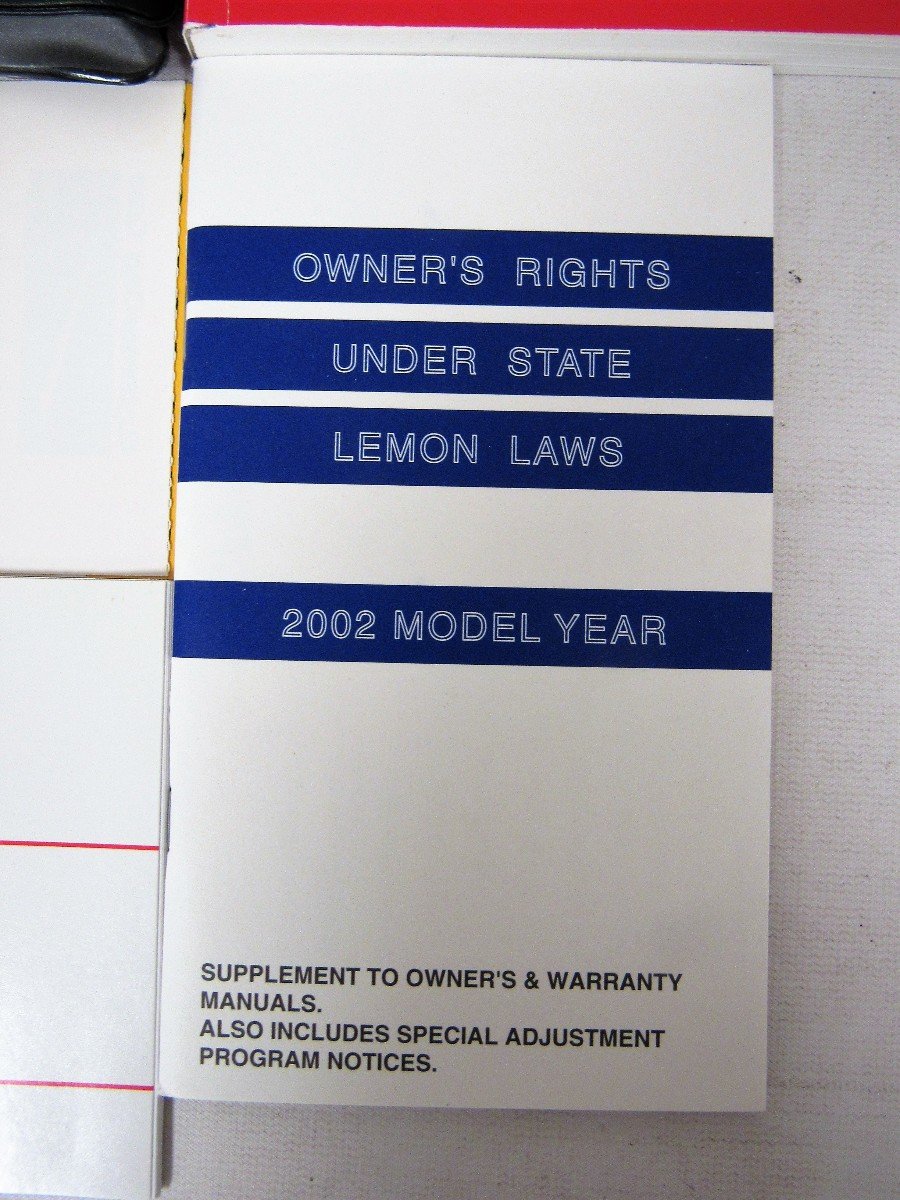 OWNER'S RIGHTS
UNDER STATE
LEMON LAWS
2002 MODEL YEAR
SUPPLEMENT TO OWNER'S & WARRANTY
MANUALS.
ALSO INCLUDES SPECIAL ADJUSTMENT
PROGRAM NOTICES.